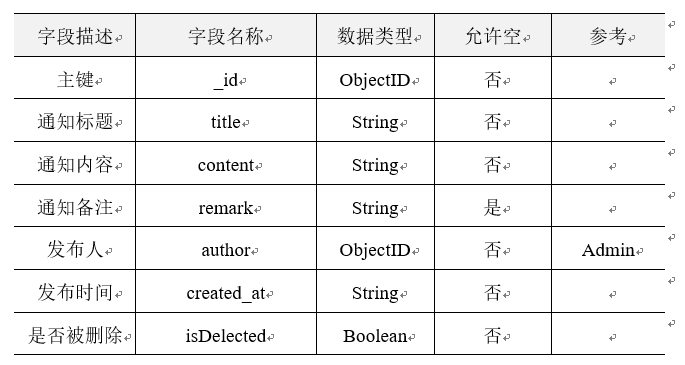 字段描述 字段名称 数据类型 允许空 参考
主键 _id ObjectID 否
通知标题 title String 否
通知内容 content String 否
通知备注 remark String 是
发布人 author ObjectID 否 Admin
发布时间 created_at String 否
是否被删除 isDelected Boolean 否